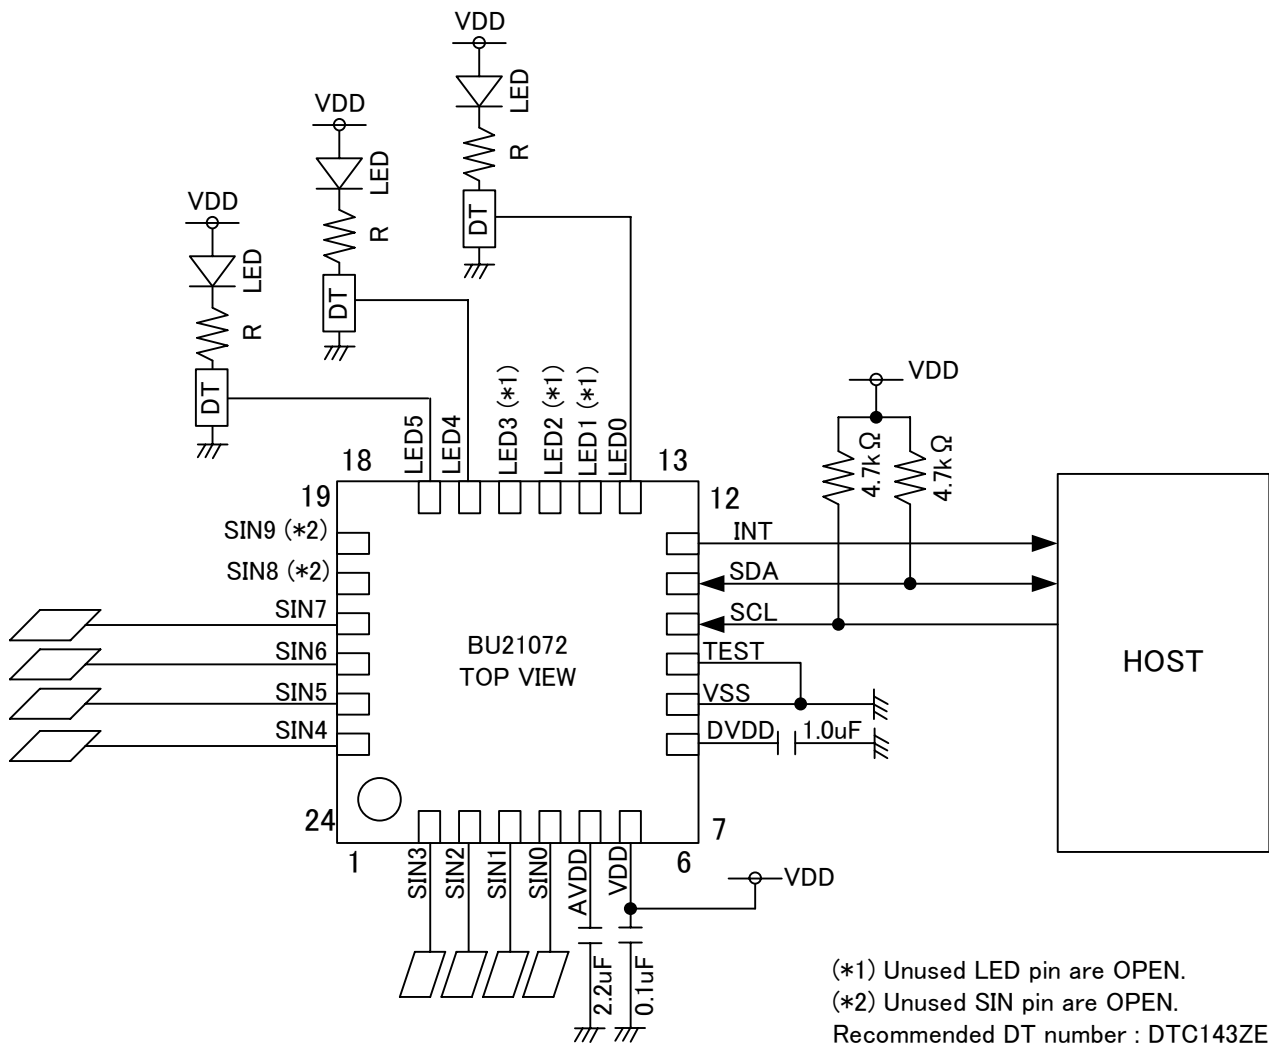 VDD
LED
R
DT
VDD
LED
R
DT
VDD
LED
R
DT
VDD
4.7kΩ
4.7kΩ
LED5
LED4
LED3 (*1)
LED2 (*1)
LED1 (*1)
LED0
18
13
19
12
SIN9 (*2)
SIN8 (*2)
SIN7
SIN6
SIN5
SIN4
BU21072
TOP VIEW
INT
SDA
SCL
TEST
VSS
DVDD
1.0uF
HOST
24
7
1
6
SIN3
SIN2
SIN1
SIN0
AVDD
VDD
VDD
2.2uF
0.1uF
(*1) Unused LED pin are OPEN.
(*2) Unused SIN pin are OPEN.
Recommended DT number : DTC143ZE